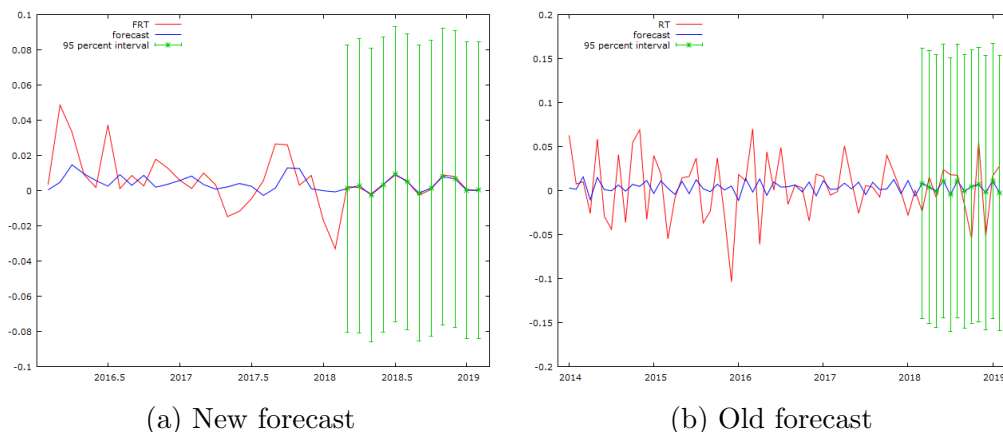 FRT
forecast
95 percent interval
0.1
0.08
0.06
0.04
0.02
0
-0.02
-0.04
-0.06
-0.08
-0.1
2016.5 2017 2017.5 2018 2018.5 2019
(a) New forecast
RT
forecast
95 percent interval
0.2
0.15
0.1
0.05
0
-0.05
-0.1
-0.15
-0.2
2014 2015 2016 2017 2018 2019
(b) Old forecast